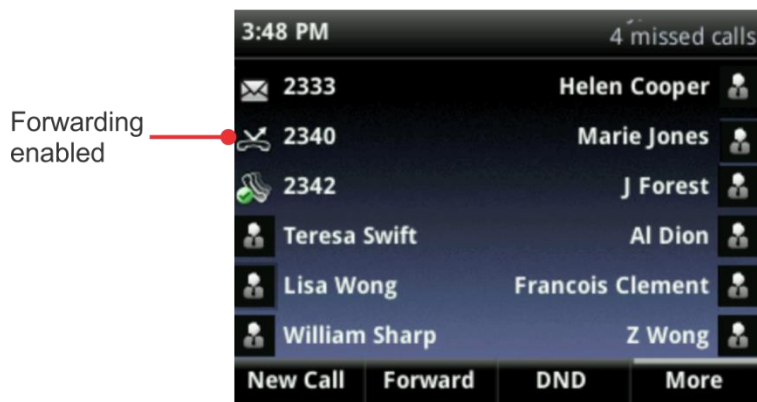 3:48 PM 4 missed calls
2333 Helen Cooper
Forwarding enabled
2340 Marie Jones
2342 J Forest
Teresa Swift Al Dion
Lisa Wong Francois Clement
William Sharp Z Wong
New Call Forward DND More